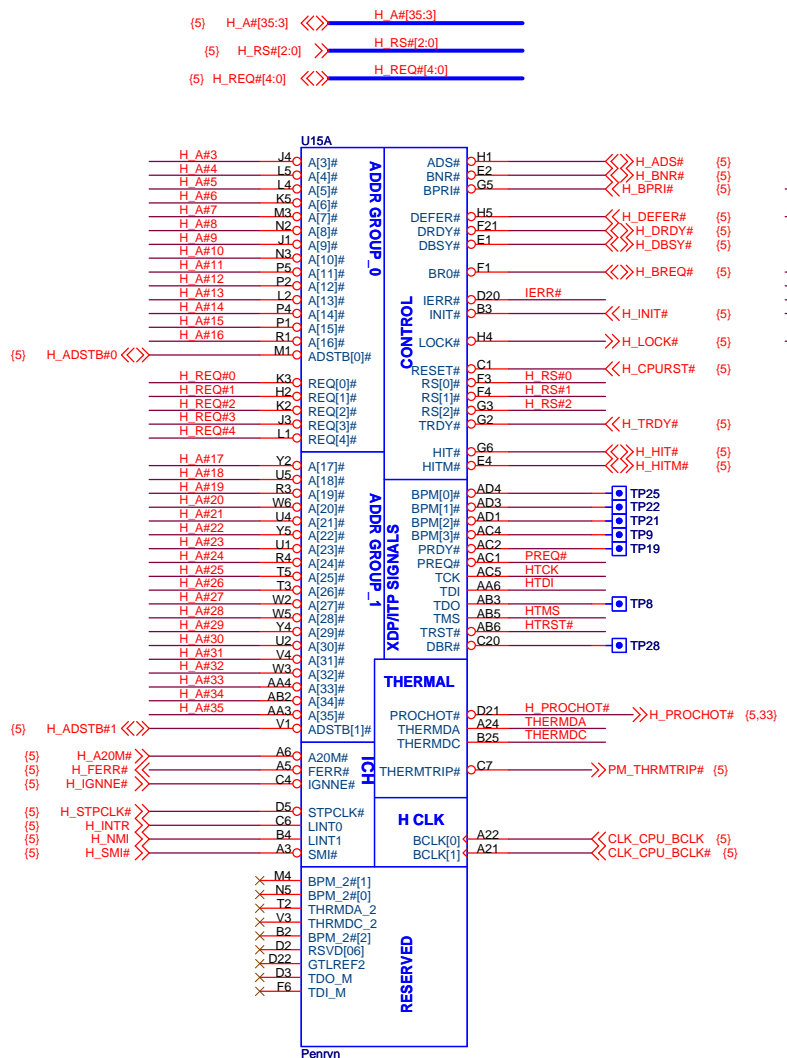 {5} H_A#[35:3] H_A#[35:3]
{5} H_RS#[2:0] H_RS#[2:0]
{5} H_REQ#[4:0] H_REQ#[4:0]
U15A
H_A#3 J4 A[3]# ADS# H1 H_ADS# {5}
H_A#4 L5 A[4]# BNR# E2 H_BNR# {5}
H_A#5 L4 A[5]# BPRI# G5 H_BPRI# {5}
H_A#6 K5 A[6]#
H_A#7 M3 A[7]# DEFER# H5 H_DEFER# {5}
H_A#8 N2 A[8]# DRDY# F21 H_DRDY# {5}
H_A#9 J1 A[9]# DBSY# E1 H_DBSY# {5}
H_A#10 N3 A[10]#
H_A#11 P5 A[11]# BR0# F1 H_BREQ# {5}
H_A#12 P2 A[12]#
H_A#13 L2 A[13]# IERR# D20 IERR#
H_A#14 P4 A[14]# INIT# B3 H_INIT# {5}
H_A#15 P1 A[15]#
H_A#16 R1 A[16]# LOCK# H4 H_LOCK# {5}
{5} H_ADSTB#0 M1 ADSTB[0]#
ADDR GROUP_0
CONTROL
RESET# C1 H_CPURST# {5}
H_REQ#0 K3 REQ[0]# RS[0]# F3 H_RS#0
H_REQ#1 H2 REQ[1]# RS[1]# F4 H_RS#1
H_REQ#2 K2 REQ[2]# RS[2]# G3 H_RS#2
H_REQ#3 J3 REQ[3]# TRDY# G2 H_TRDY# {5}
H_REQ#4 L1 REQ[4]#
HIT# G6 H_HIT# {5}
H_A#17 Y2 A[17]# HITM# E4 H_HITM# {5}
H_A#18 U5 A[18]#
H_A#19 R3 A[19]# BPM[0]# AD4 TP25
H_A#20 W6 A[20]# BPM[1]# AD3 TP22
H_A#21 U4 A[21]# BPM[2]# AD1 TP21
H_A#22 Y5 A[22]# BPM[3]# AC4 TP9
H_A#23 U1 A[23]# PRDY# AC2 TP19
H_A#24 R4 A[24]# PREQ# AC1 PREQ#
H_A#25 T5 A[25]# TCK AC5 HTCK
H_A#26 T3 A[26]# TDI AA6 HTDI
H_A#27 W2 A[27]# TDO AB3 TP8
H_A#28 W5 A[28]# TMS AB5 HTMS
H_A#29 Y4 A[29]# TRST# AB6 HTRST#
H_A#30 U2 A[30]# DBR# C20 TP28
ADDR GROUP_1
XDP/ITP SIGNALS
H_A#31 V4 A[31]#
H_A#32 W3 A[32]#
H_A#33 AA4 A[33]# THERMAL
H_A#34 AB2 A[34]#
H_A#35 AA3 A[35]# PROCHOT# D21 H_PROCHOT# H_PROCHOT# {5,33}
{5} H_ADSTB#1 V1 ADSTB[1]# THERMDA A24 THERMDA
THERMDC B25 THERMDC
{5} H_A20M# A6 A20M#
{5} H_FERR# A5 FERR# THERMTRIP# C7 PM_THRMTRIP# {5}
{5} H_IGNNE# C4 IGNNE#
ICH
{5} H_STPCLK# D5 STPCLK#
{5} H_INTR C6 LINT0 H CLK
{5} H_NMI B4 LINT1 BCLK[0] A22 CLK_CPU_BCLK {5}
{5} H_SMI# A3 SMI# BCLK[1] A21 CLK_CPU_BCLK# {5}
M4 BPM_2#[1]
N5 BPM_2#[0]
T2 THRMDA_2
V3 THRMDC_2
B2 BPM_2#[2]
D2 RSVD[06]
D22 GTLREF2
D3 TDO_M
F6 TDI_M
RESERVED
Penryn